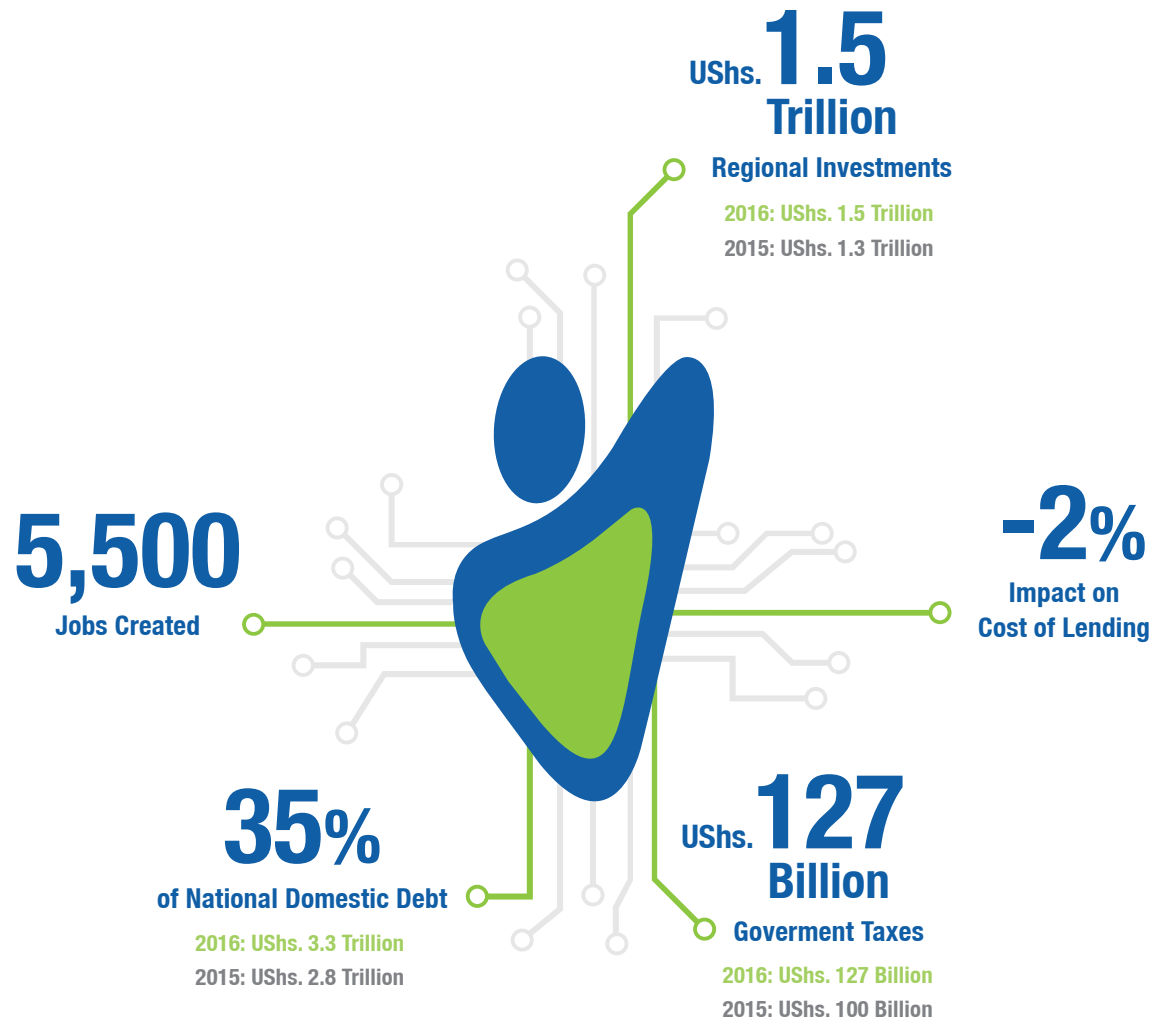 UShs. 1.5
Trillion
Regional Investments
2016: UShs. 1.5 Trillion
2015: UShs. 1.3 Trillion
5,500
Jobs Created
-2%
Impact on
Cost of Lending
35%
of National Domestic Debt
2016: UShs. 3.3 Trillion
2015: UShs. 2.8 Trillion
UShs. 127
Billion
Goverment Taxes
2016: UShs. 127 Billion
2015: UShs. 100 Billion